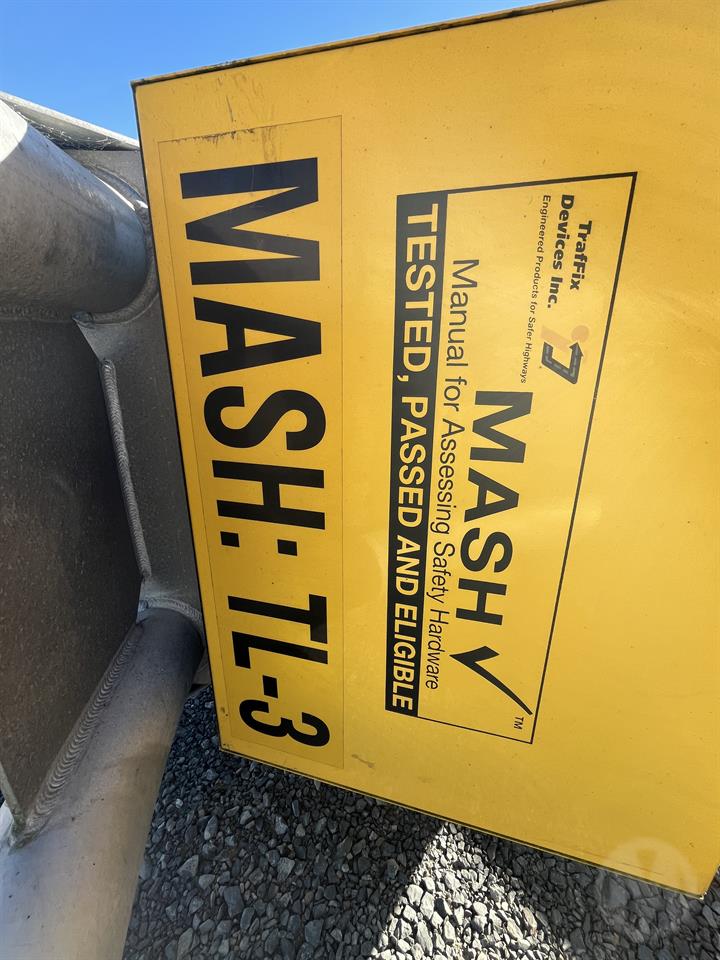 TrafFix
Devices Inc.
Engineered Products for Safer Highways
MASH ✓™
Manual for Assessing Safety Hardware
TESTED, PASSED AND ELIGIBLE
MASH: TL-3